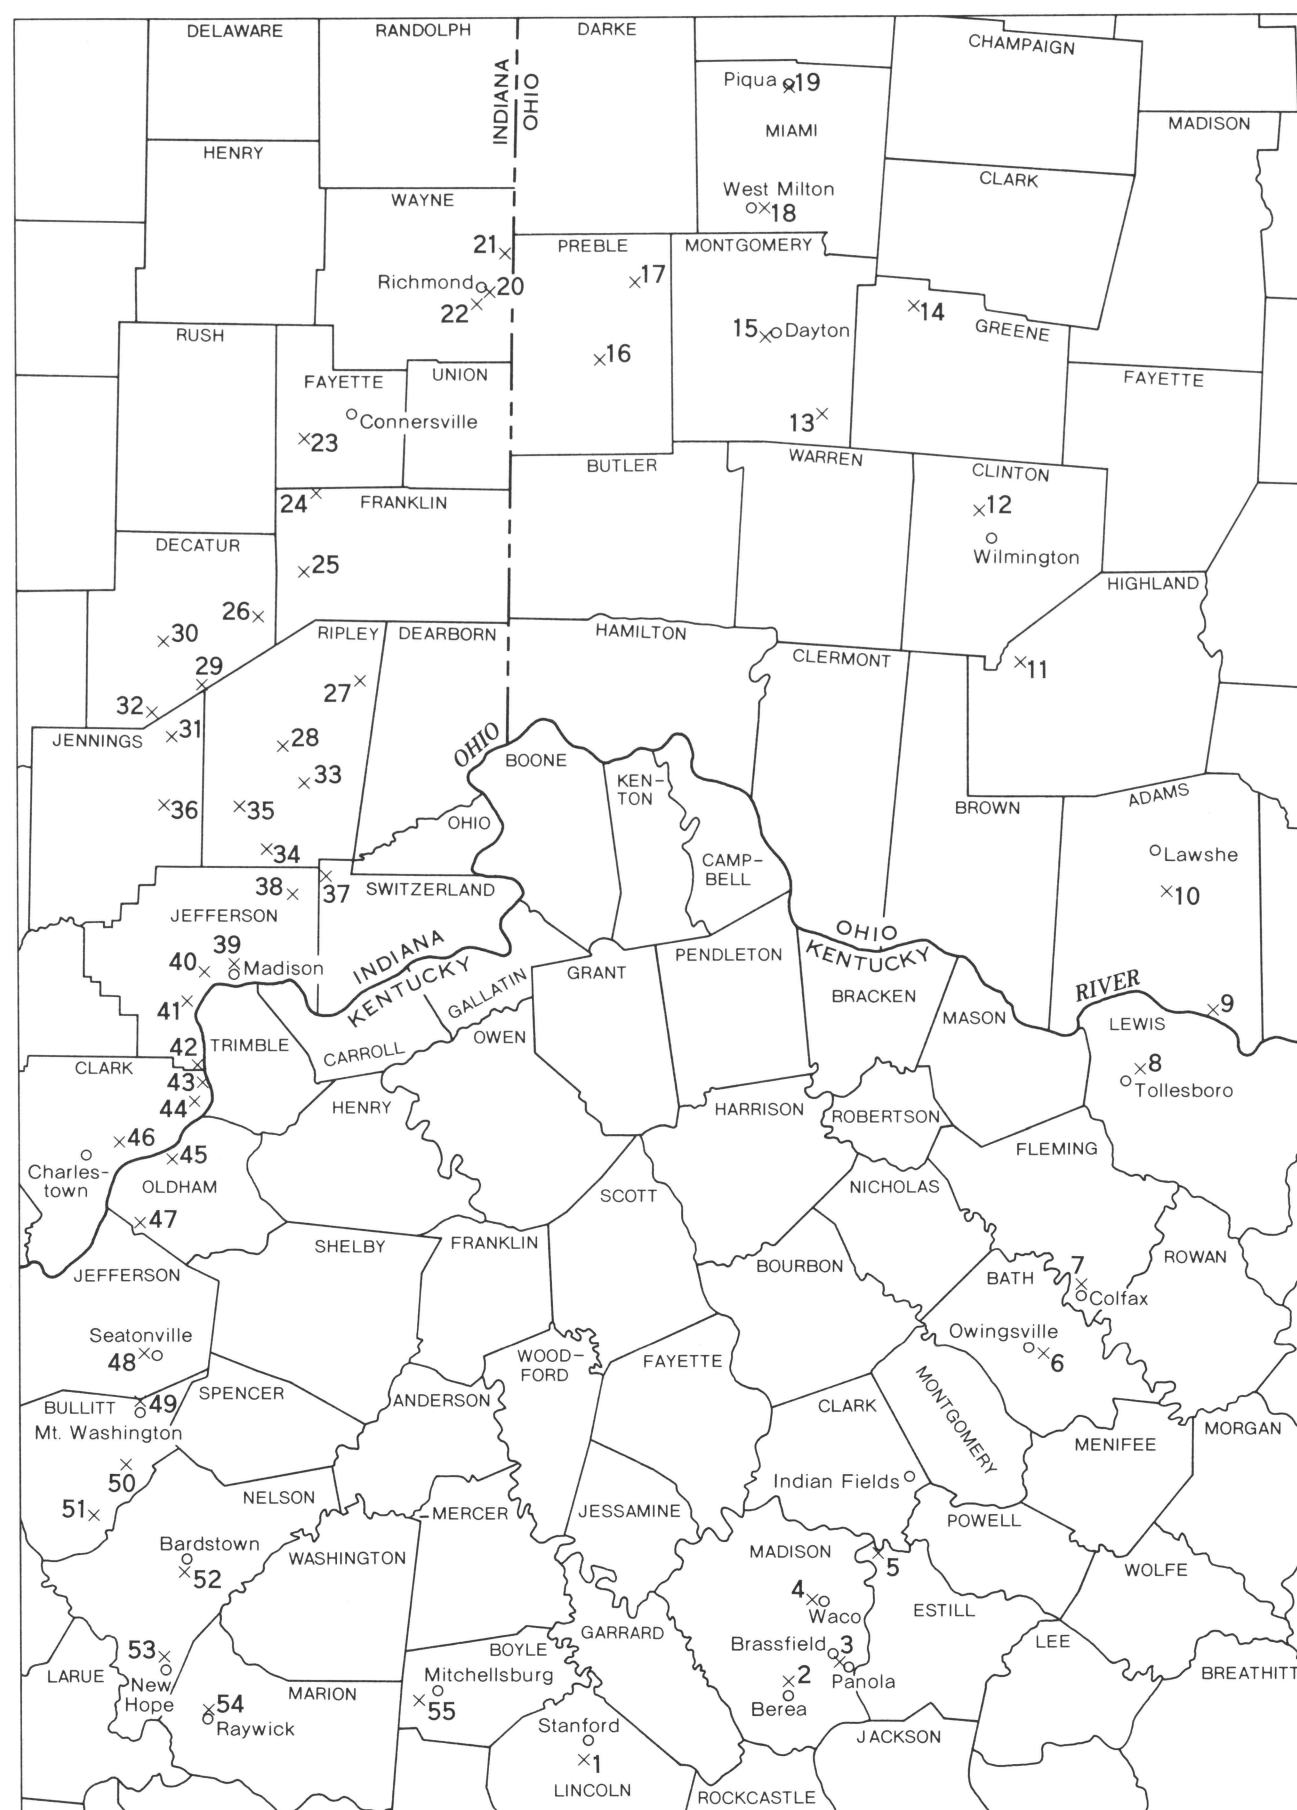 DELAWARE
RANDOLPH
DARKE
CHAMPAIGN
INDIANA
OHIO
Piqua
19
MIAMI
MADISON
HENRY
CLARK
WAYNE
West Milton
18
21
PREBLE
MONTGOMERY
Richmond
20
22
17
14
GREENE
RUSH
15
Dayton
16
FAYETTE
UNION
FAYETTE
Connersville
23
13
BUTLER
WARREN
CLINTON
24
FRANKLIN
12
Wilmington
DECATUR
25
HIGHLAND
26
RIPLEY
DEARBORN
HAMILTON
30
CLERMONT
11
29
27
32
31
JENNINGS
28
OHIO
BOONE
33
KEN-
TON
36
35
OHIO
BROWN
ADAMS
34
CAMP-
BELL
Lawshe
38
37
SWITZERLAND
10
JEFFERSON
OHIO
KENTUCKY
39
40
Madison
INDIANA
KENTUCKY
GALLATIN
GRANT
PENDLETON
BRACKEN
RIVER
41
MASON
9
LEWIS
42
TRIMBLE
CARROLL
OWEN
CLARK
43
8
Tollesboro
44
HENRY
HARRISON
ROBERTSON
46
FLEMING
Charles-
town
45
OLDHAM
SCOTT
NICHOLAS
47
SHELBY
FRANKLIN
BOURBON
ROWAN
JEFFERSON
BATH
7
Colfax
Seatonville
48
Owingsville
6
WOOD-
FORD
FAYETTE
SPENCER
ANDERSON
CLARK
MONTGOMERY
BULLITT
49
Mt. Washington
MENIFEE
MORGAN
50
Indian Fields
51
NELSON
MERCER
JESSAMINE
POWELL
Bardstown
52
WASHINGTON
MADISON
5
WOLFE
4
Waco
ESTILL
53
New
Hope
BOYLE
GARRARD
Brassfield
3
Panola
LEE
LARUE
Mitchellsburg
55
2
Berea
BREATHITT
MARION
54
Raywick
Stanford
1
LINCOLN
JACKSON
ROCKCASTLE